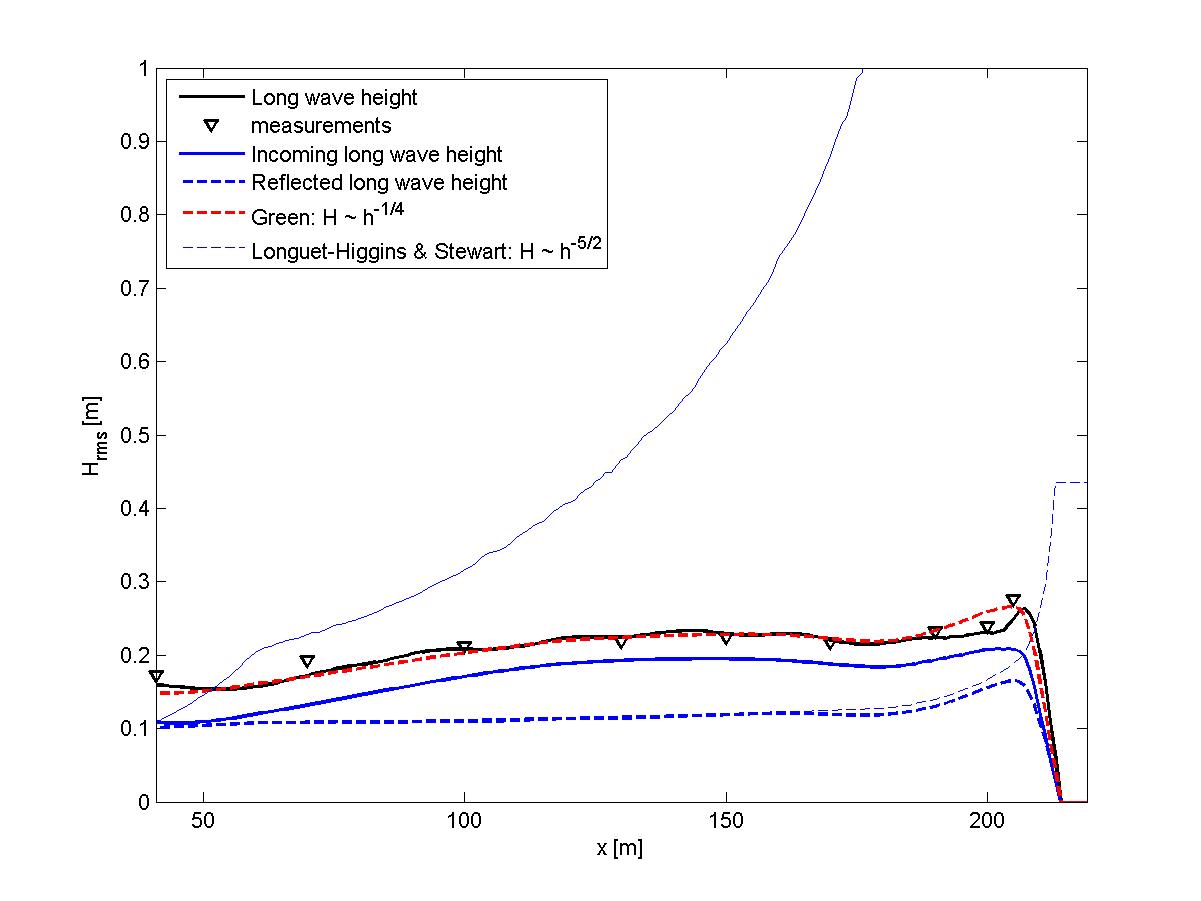 1
0.9
0.8
0.7
0.6
0.5
0.4
0.3
0.2
0.1
0
H_rms [m]
Long wave height
measurements
Incoming long wave height
Reflected long wave height
Green: H ~ h^-1/4
Longuet-Higgins & Stewart: H ~ h^-5/2
50 100 150 200
x [m]